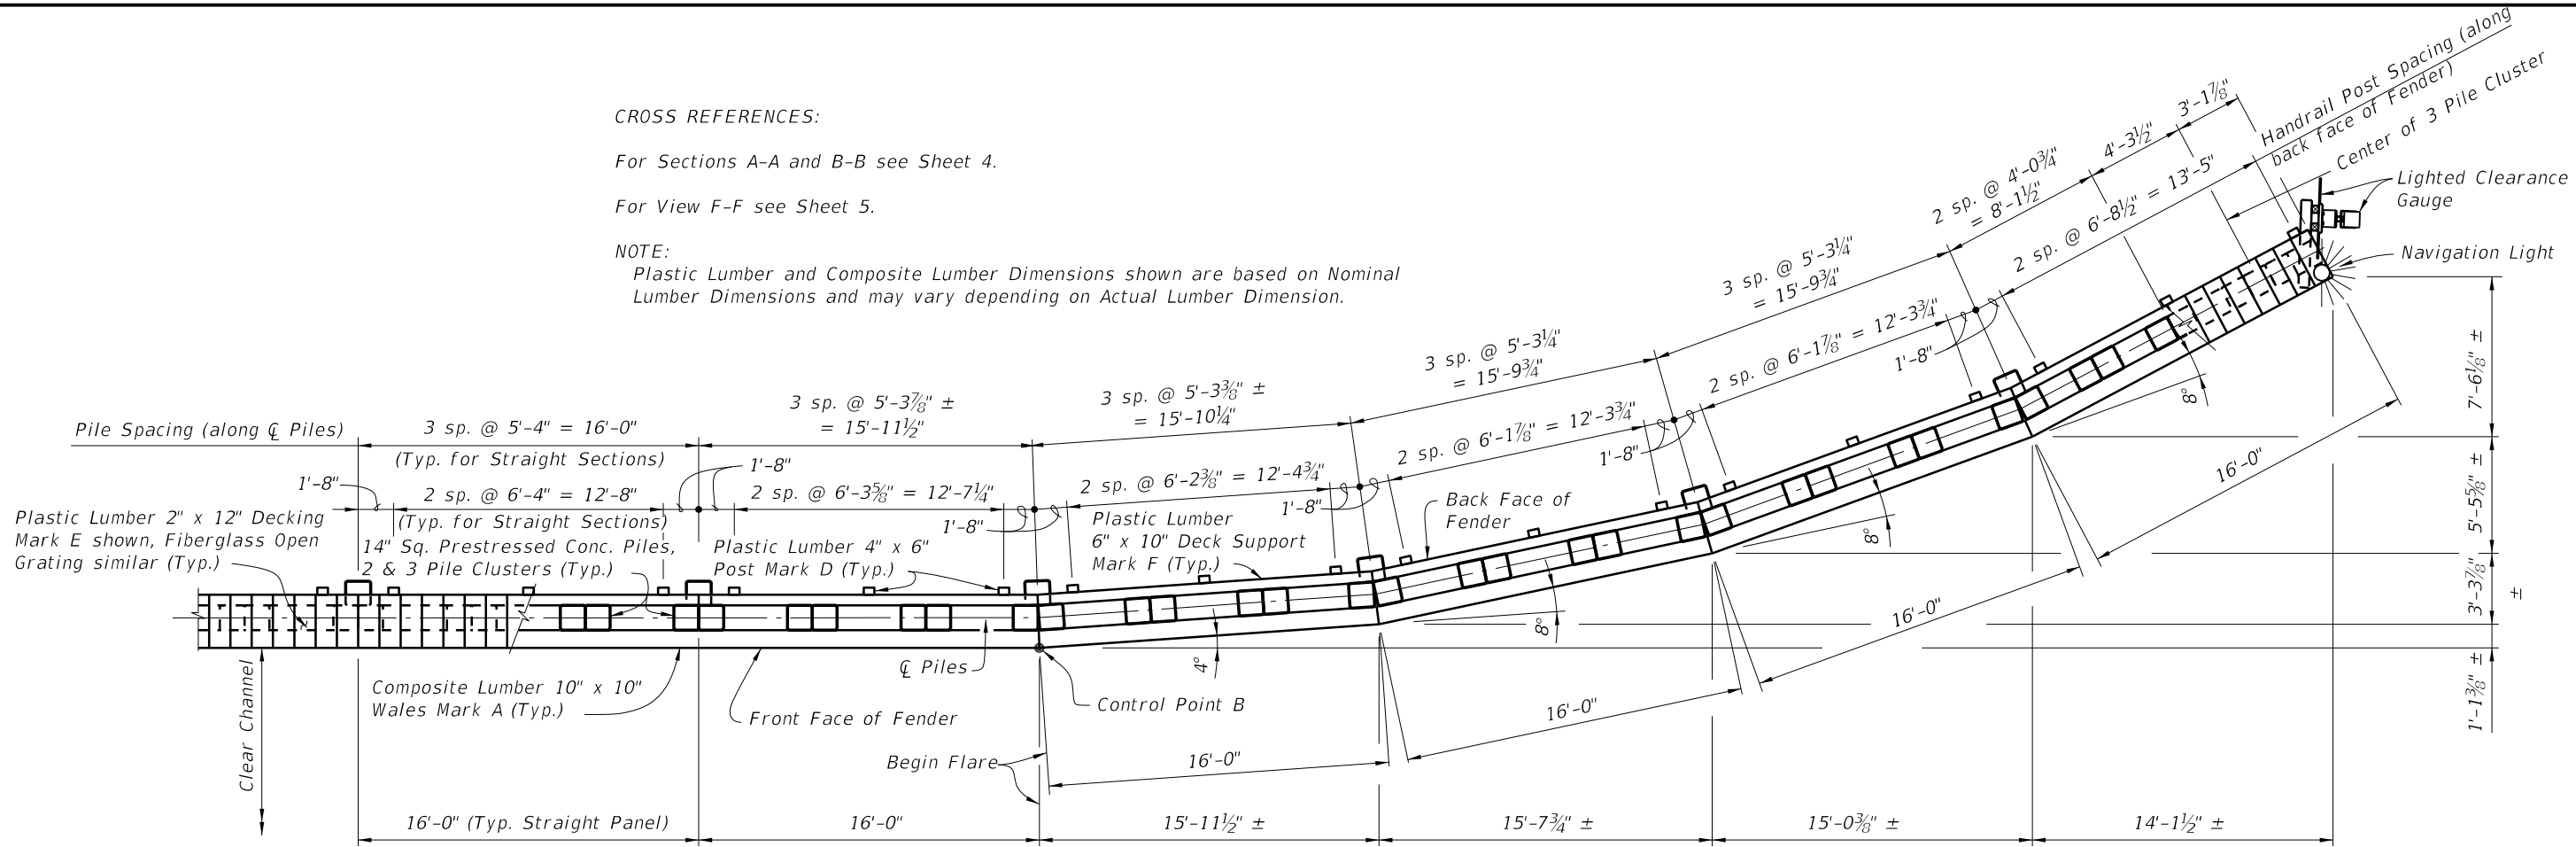 CROSS REFERENCES:
For Sections A-A and B-B see Sheet 4.
For View F-F see Sheet 5.
NOTE:
Plastic Lumber and Composite Lumber Dimensions shown are based on Nominal
Lumber Dimensions and may vary depending on Actual Lumber Dimension.
Handrail Post Spacing (along
back face of Fender)
Center of 3 Pile Cluster
Lighted Clearance
Gauge
Navigation Light
3'-1⅞"
4'-3½"
2 sp. @ 4'-0¾"
= 8'-1½"
2 sp. @ 6'-8½" = 13'-5"
3 sp. @ 5'-3¼"
= 15'-9¾"
2 sp. @ 6'-1⅞" = 12'-3¾"
1'-8"
3 sp. @ 5'-3¼"
= 15'-9¾"
2 sp. @ 6'-1⅞" = 12'-3¾"
1'-8"
3 sp. @ 5'-3⅜" ±
= 15'-10¼"
2 sp. @ 6'-2⅜" = 12'-4¾"
1'-8"
3 sp. @ 5'-3⅞" ±
= 15'-11½"
Pile Spacing (along ℄ Piles)
3 sp. @ 5'-4" = 16'-0"
(Typ. for Straight Sections)
1'-8"
1'-8"
2 sp. @ 6'-4" = 12'-8"
(Typ. for Straight Sections)
2 sp. @ 6'-3⅝" = 12'-7¼"
1'-8"
Plastic Lumber 2" x 12" Decking
Mark E shown, Fiberglass Open
Grating similar (Typ.)
14" Sq. Prestressed Conc. Piles,
2 & 3 Pile Clusters (Typ.)
Plastic Lumber 4" x 6"
Post Mark D (Typ.)
Plastic Lumber
6" x 10" Deck Support
Mark F (Typ.)
Back Face of
Fender
8°
8°
8°
4°
7'-6⅛" ±
5'-5⅝" ±
3'-3⅞"
±
1'-1⅜" ±
16'-0"
16'-0"
16'-0"
16'-0"
℄ Piles
Composite Lumber 10" x 10"
Wales Mark A (Typ.)
Front Face of Fender
Control Point B
Begin Flare
Clear Channel
16'-0" (Typ. Straight Panel)
16'-0"
15'-11½" ±
15'-7¾" ±
15'-0⅜" ±
14'-1½" ±